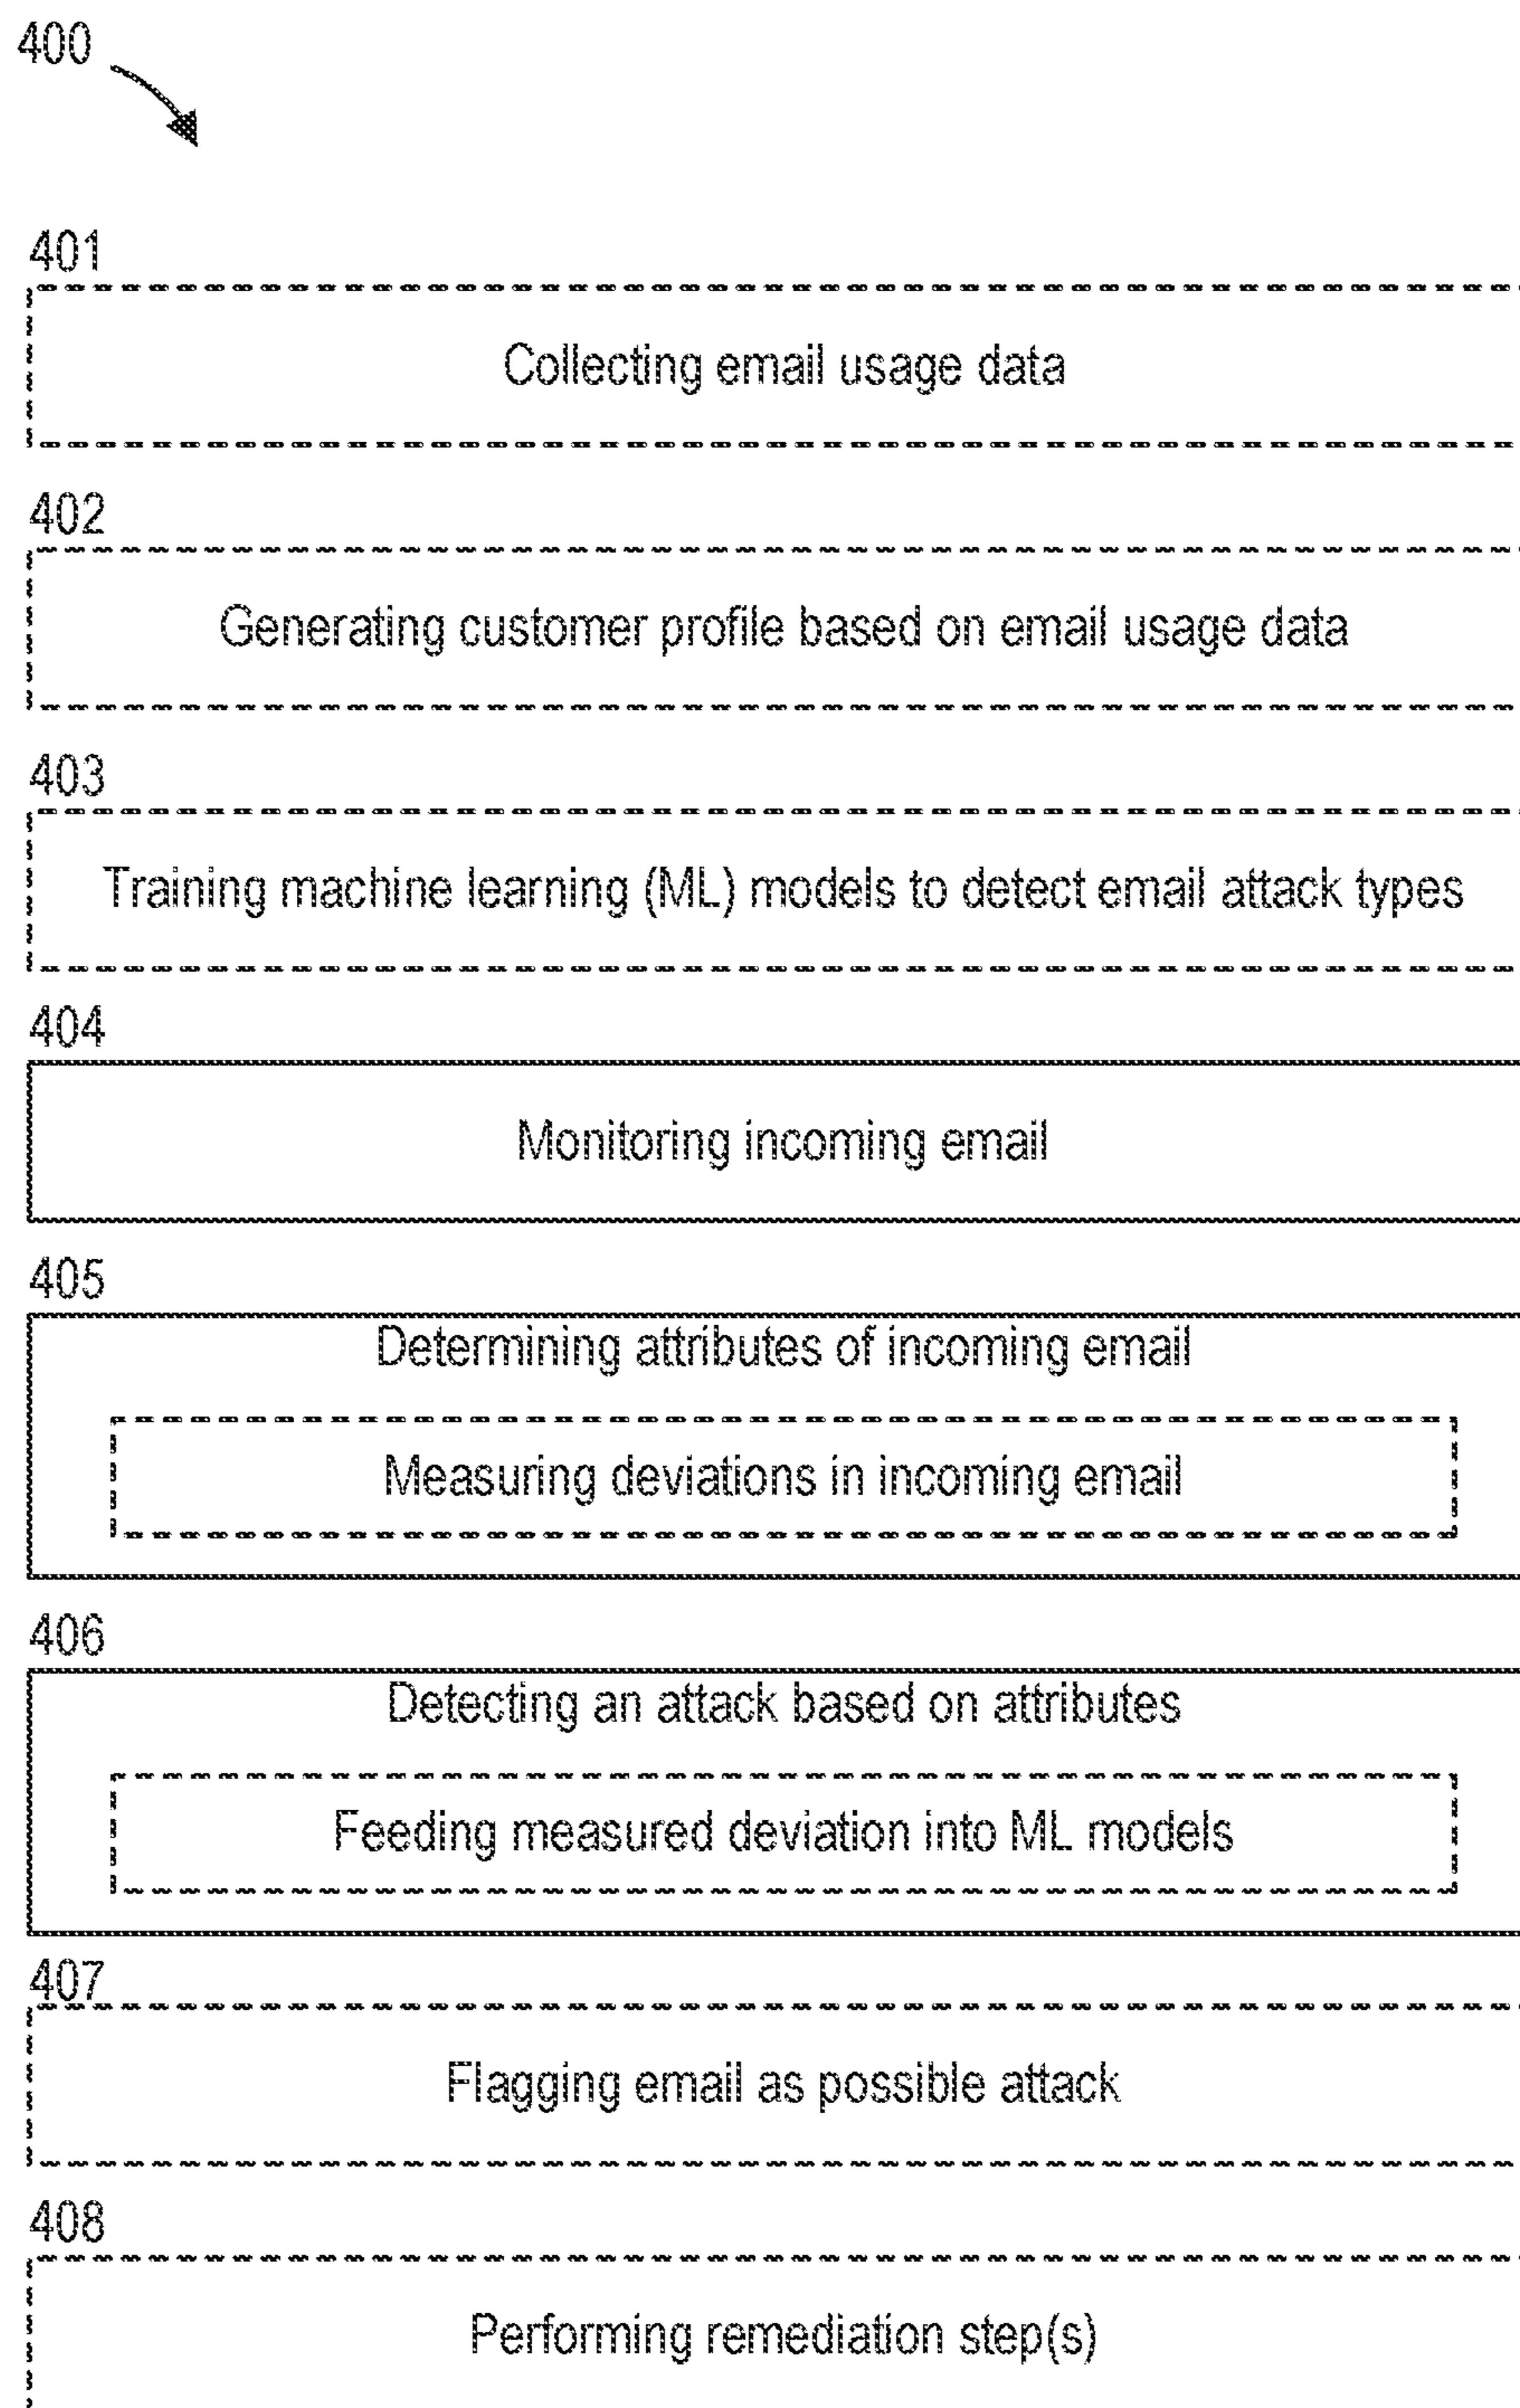 400
401
Collecting email usage data
402
Generating customer profile based on email usage data
403
Training machine learning (ML) models to detect email attack types
404
Monitoring incoming email
405
Determining attributes of incoming email
Measuring deviations in incoming email
406
Detecting an attack based on attributes
Feeding measured deviation into ML models
407
Flagging email as possible attack
408
Performing remediation step(s)